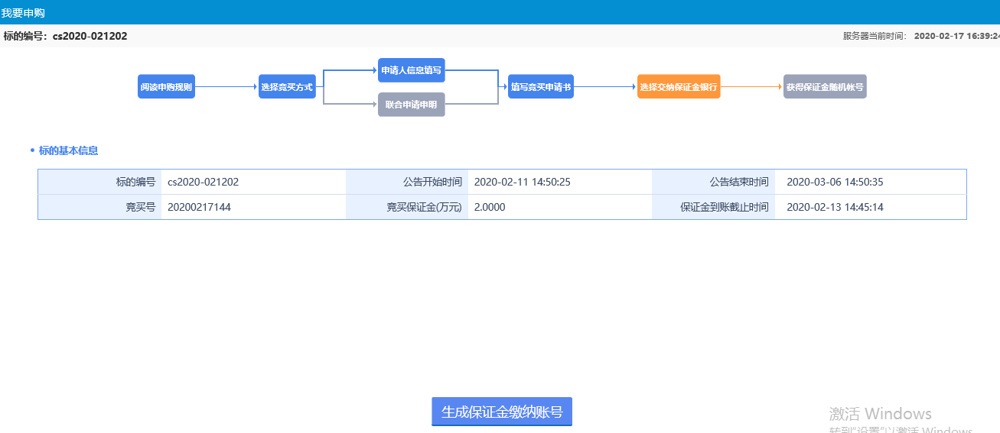 我要申购
标的编号：cs2020-021202 服务器当前时间： 2020-02-17 16:39:24
申请人信息填写
阅读申购规则 选择竞买方式 填写竞买申请书 选择交纳保证金银行 获得保证金随机帐号
联合申请申明
标的基本信息
标的编号 cs2020-021202 公告开始时间 2020-02-11 14:50:25 公告结束时间 2020-03-06 14:50:35
竞买号 20200217144 竞买保证金(万元) 2.0000 保证金到账截止时间 2020-02-13 14:45:14
生成保证金缴纳账号
激活 Windows
转到"设置"以激活 Windows